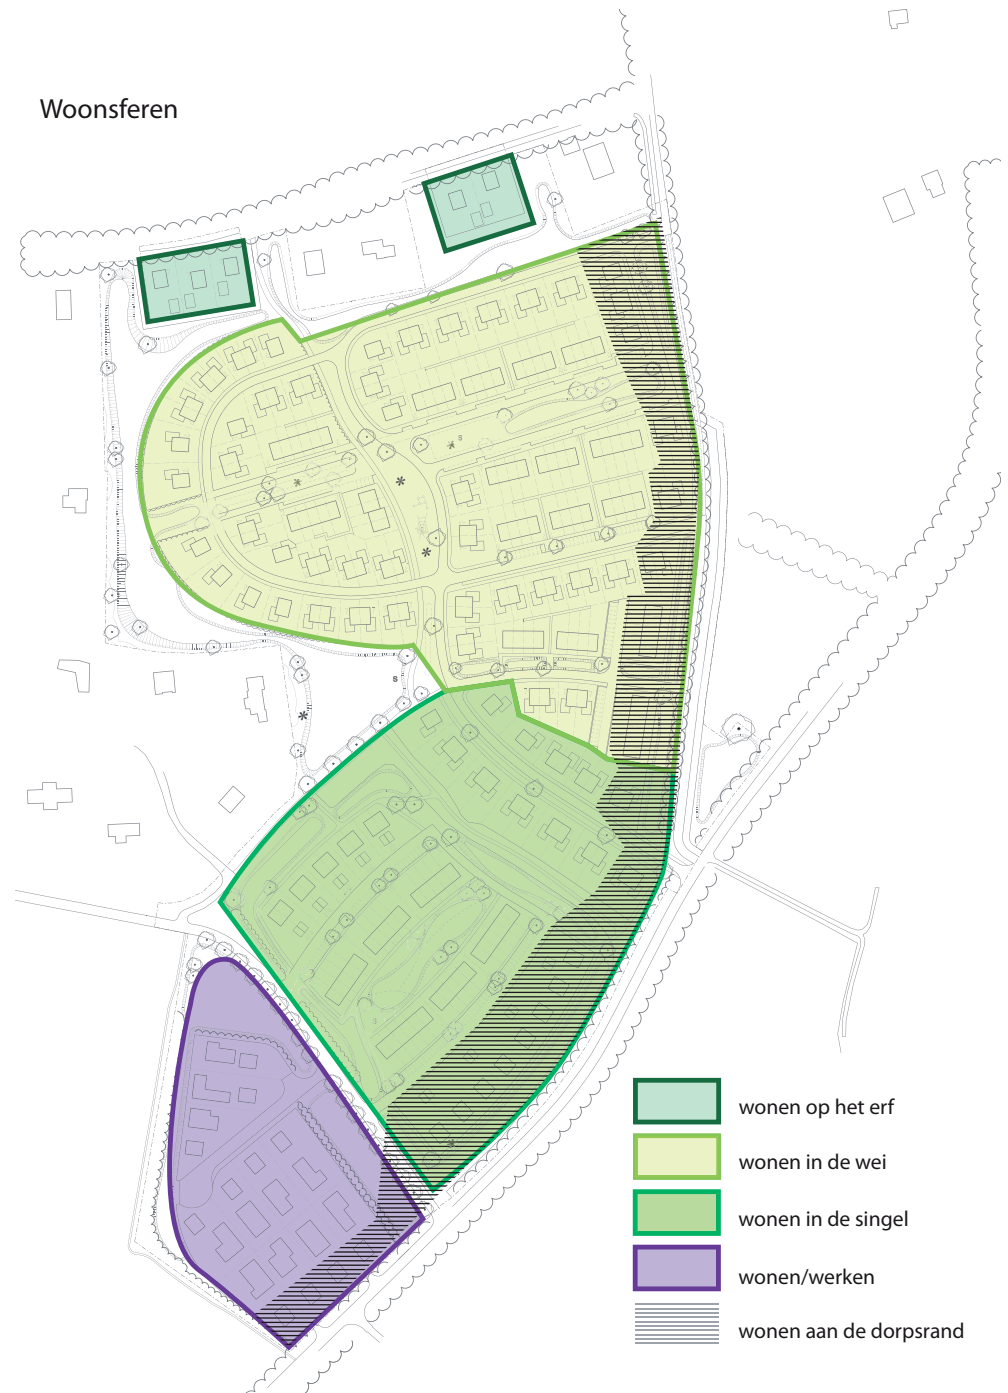 Woonsferen
wonen op het erf
wonen in de wei
wonen in de singel
wonen/werken
wonen aan de dorpsrand